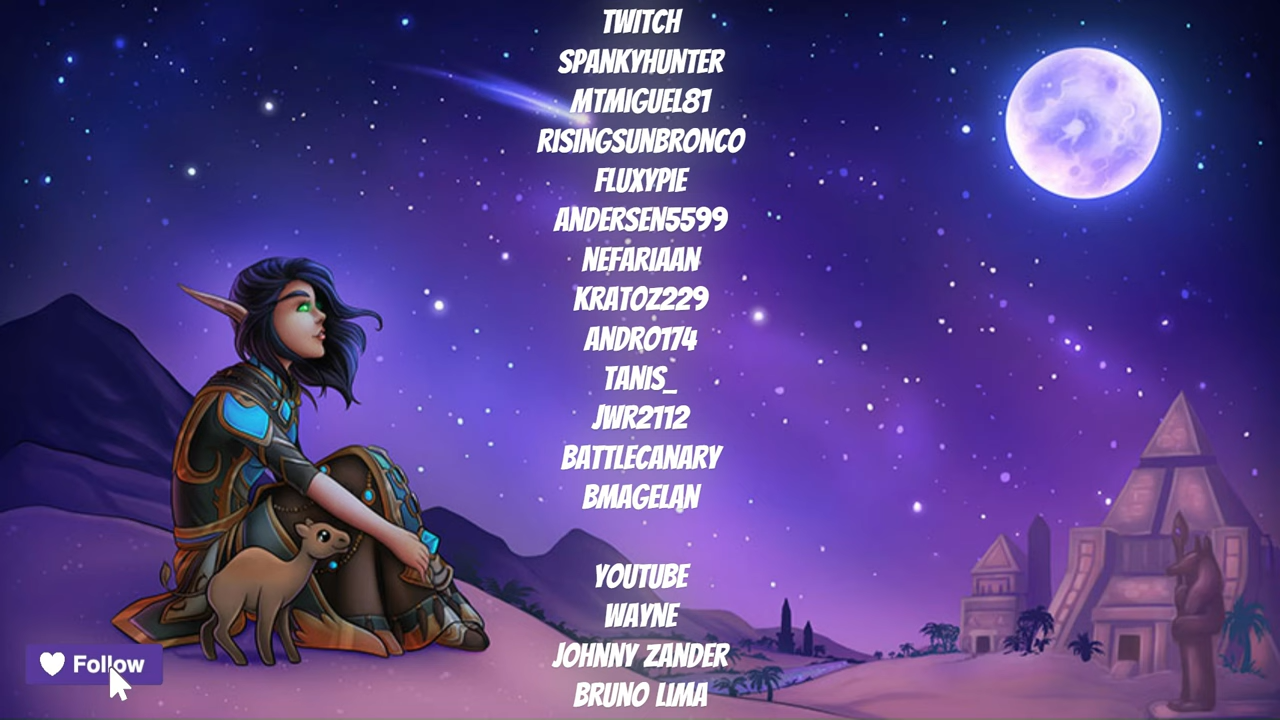 TWITCH
SPANKYHUNTER
MTMIGUEL81
RISINGSUNBRONCO
FLUXYPIE
ANDERSEN5599
NEFARIAAN
KRATOZ229
ANDRO174
TANIS_
JWR2112
BATTLECANARY
BMAGELAN
YOUTUBE
WAYNE
JOHNNY ZANDER
BRUNO LIMA
Follow